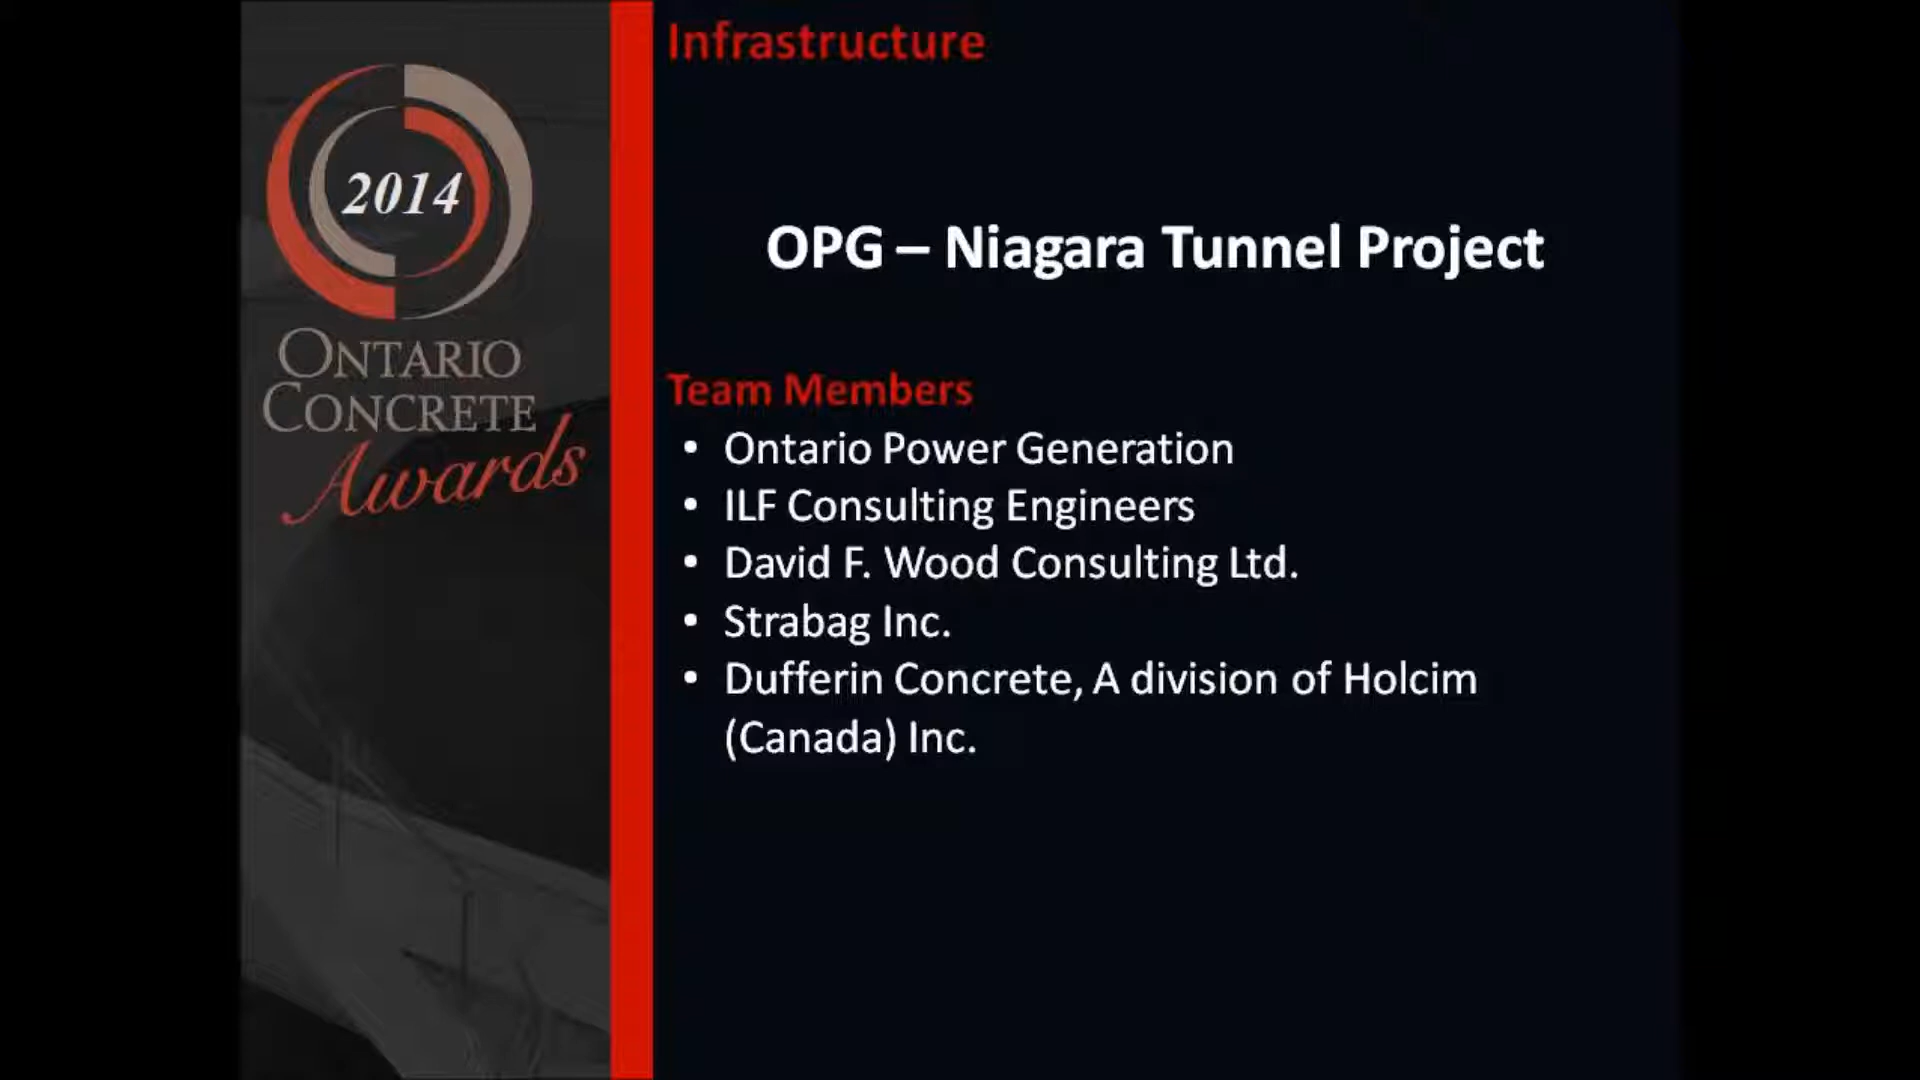 2014
ONTARIO
CONCRETE
Awards
Infrastructure
OPG – Niagara Tunnel Project
Team Members
• Ontario Power Generation
• ILF Consulting Engineers
• David F. Wood Consulting Ltd.
• Strabag Inc.
• Dufferin Concrete, A division of Holcim
(Canada) Inc.